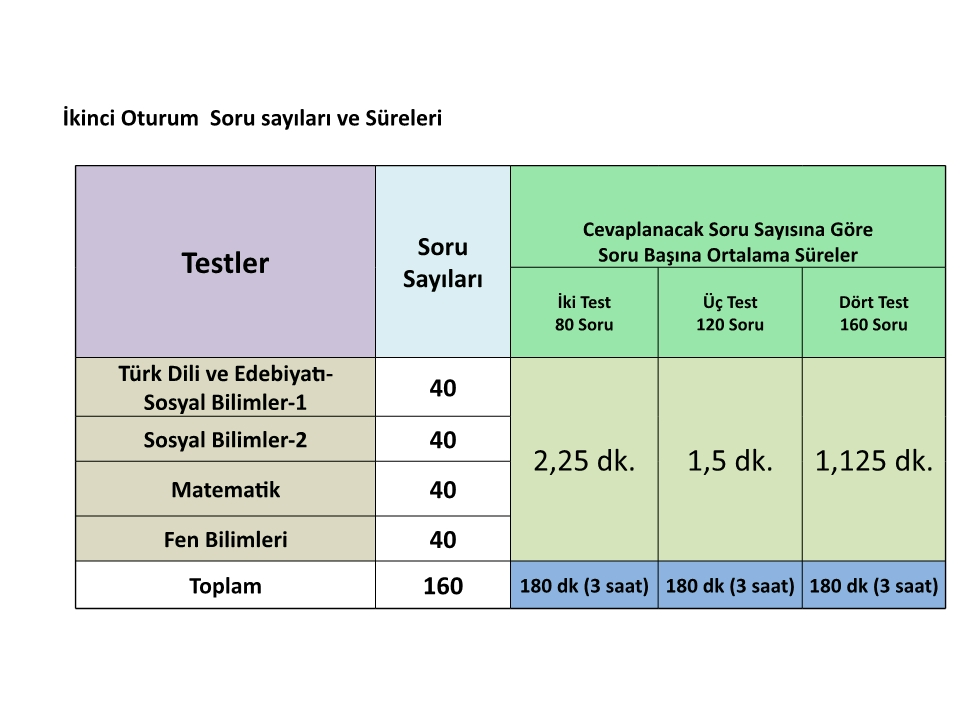 İkinci Oturum  Soru sayıları ve Süreleri
Testler
Soru
Sayıları
Cevaplanacak Soru Sayısına Göre
Soru Başına Ortalama Süreler
İki Test
80 Soru
Üç Test
120 Soru
Dört Test
160 Soru
Türk Dili ve Edebiyatı-
Sosyal Bilimler-1
40
Sosyal Bilimler-2
40
Matematik
40
Fen Bilimleri
40
2,25 dk.
1,5 dk.
1,125 dk.
Toplam
160
180 dk (3 saat)
180 dk (3 saat)
180 dk (3 saat)